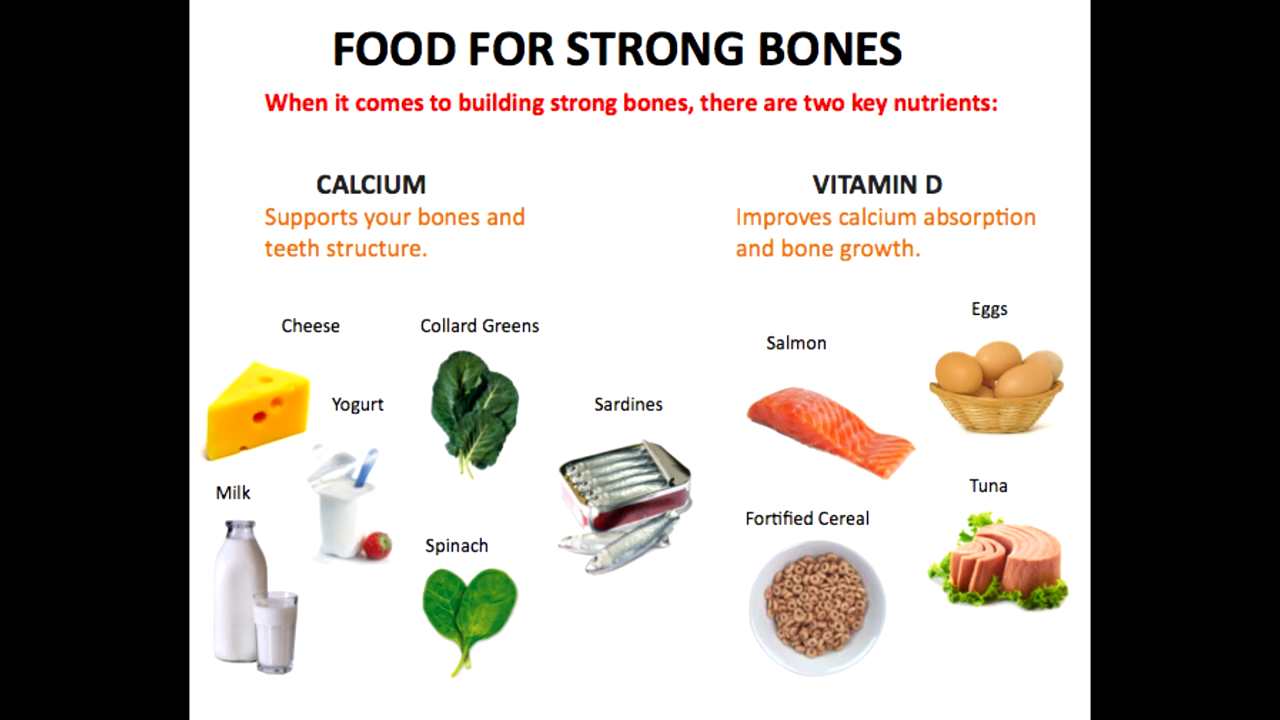 FOOD FOR STRONG BONES
When it comes to building strong bones, there are two key nutrients:
CALCIUM
Supports your bones and
teeth structure.
Cheese
Collard Greens
Yogurt
Sardines
Milk
Spinach
VITAMIN D
Improves calcium absorption
and bone growth.
Eggs
Salmon
Tuna
Fortified Cereal